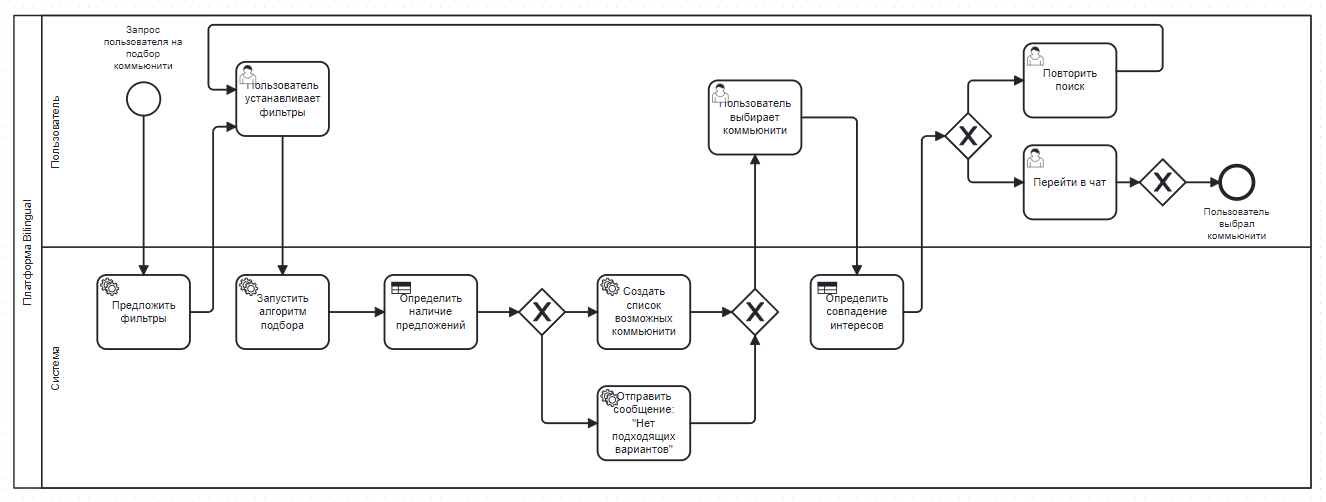 Платформа Bilingual
Пользователь
Запрос
пользователя на
подбор
коммьюнити
Пользователь
устанавливает
фильтры
Пользователь
выбирает
коммьюнити
Повторить
поиск
Перейти в чат
Пользователь
выбрал
коммьюнити
Система
Предложить
фильтры
Запустить
алгоритм
подбора
Определить
наличие
предложений
Создать
список
возможных
коммьюнити
Отправить
сообщение:
"Нет
подходящих
вариантов"
Определить
совпадение
интересов